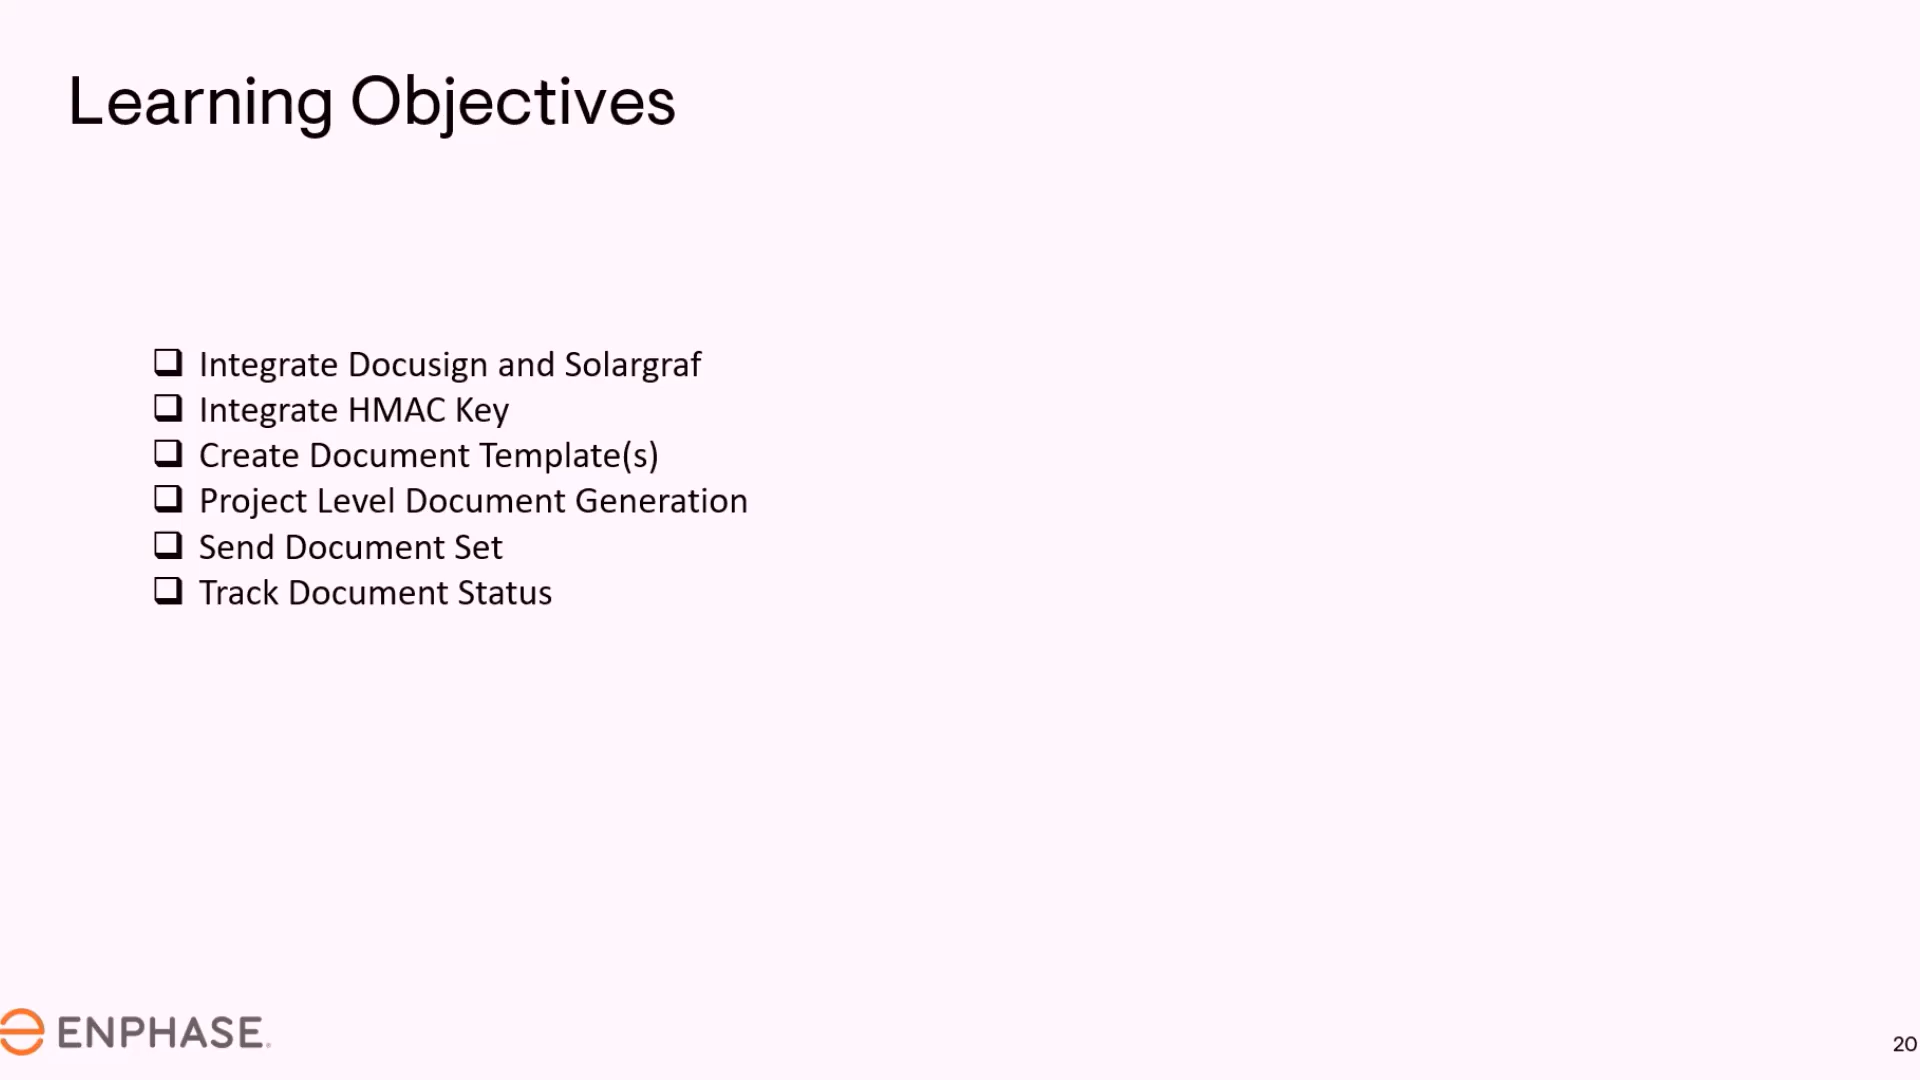 Learning Objectives
Integrate Docusign and Solargraf
Integrate HMAC Key
Create Document Template(s)
Project Level Document Generation
Send Document Set
Track Document Status
ENPHASE
20